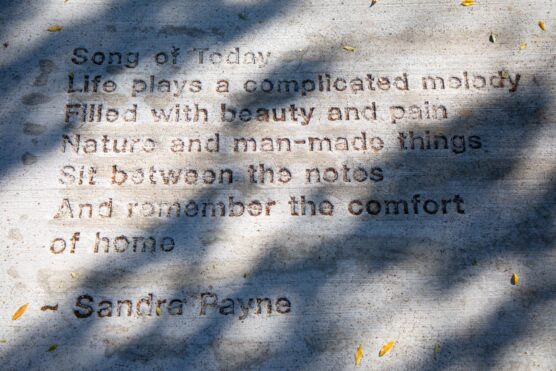 Song of Today
Life plays a complicated melody
Filled with beauty and pain
Nature and man-made things
Sit between the notes
And remember the comfort
of home
~ Sandra Payne